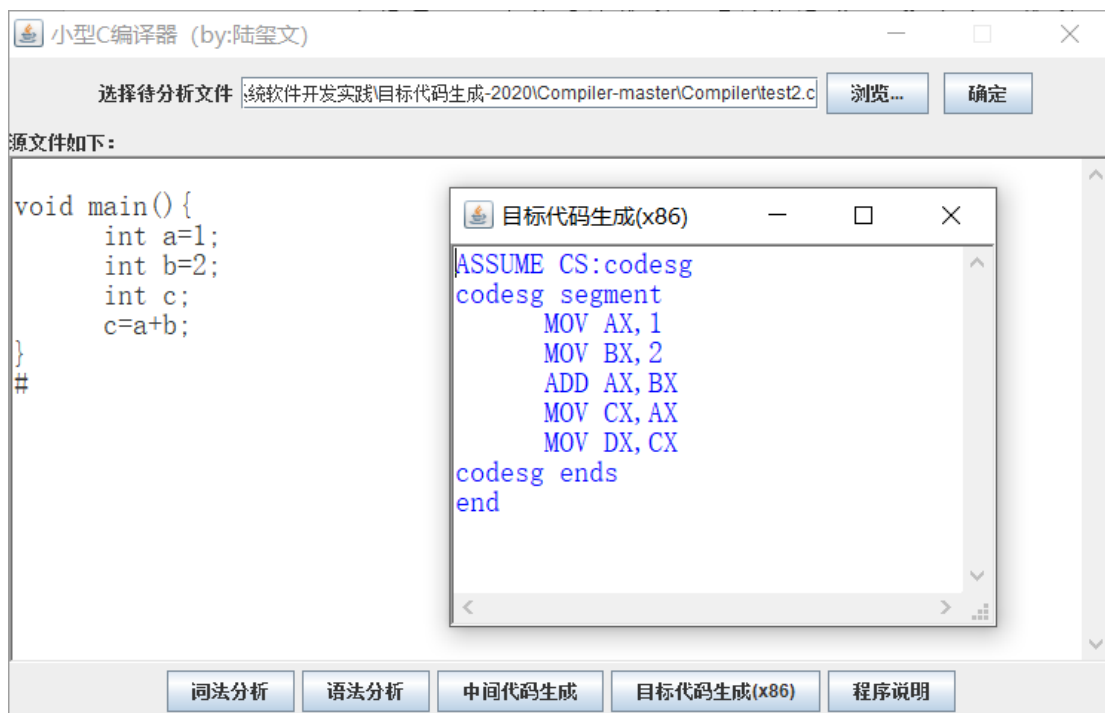 小型C编译器 (by:陆玺文)
选择待分析文件 统软件开发实践\目标代码生成-2020\Compiler-master\Compiler\test2.c 浏览... 确定
源文件如下：
void main(){
int a=1;
int b=2;
int c;
c=a+b;
}
#
目标代码生成(x86)
ASSUME CS:codesg
codesg segment
MOV AX,1
MOV BX,2
ADD AX,BX
MOV CX,AX
MOV DX,CX
codesg ends
end
词法分析 语法分析 中间代码生成 目标代码生成(x86) 程序说明